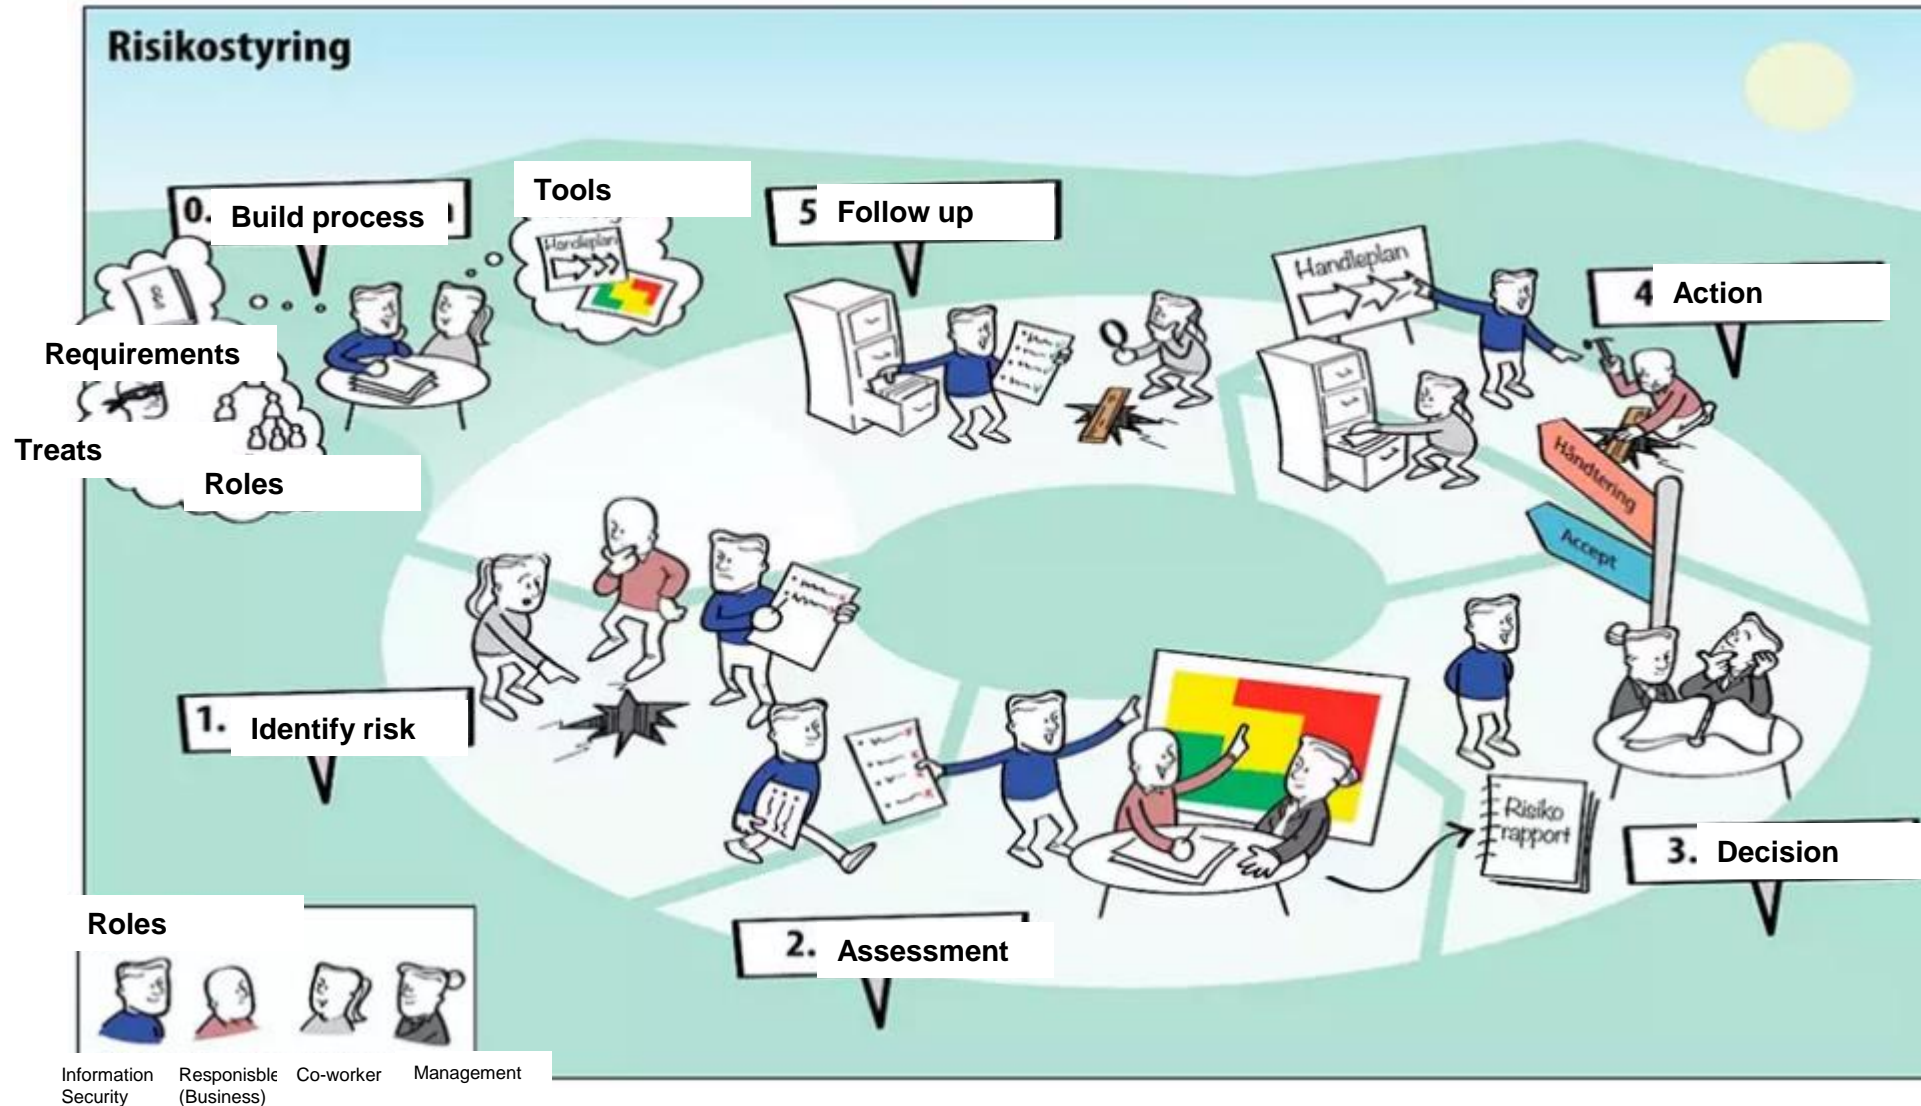 Risikostyring
Tools
0. Build process
5 Follow up
Handleplan
Handleplan
4 Action
Requirements
Treats
Roles
Håndtering
Accept
1. Identify risk
Risiko
rapport
3. Decision
2. Assessment
Roles
Information
Security
Responisble
(Business)
Co-worker
Management